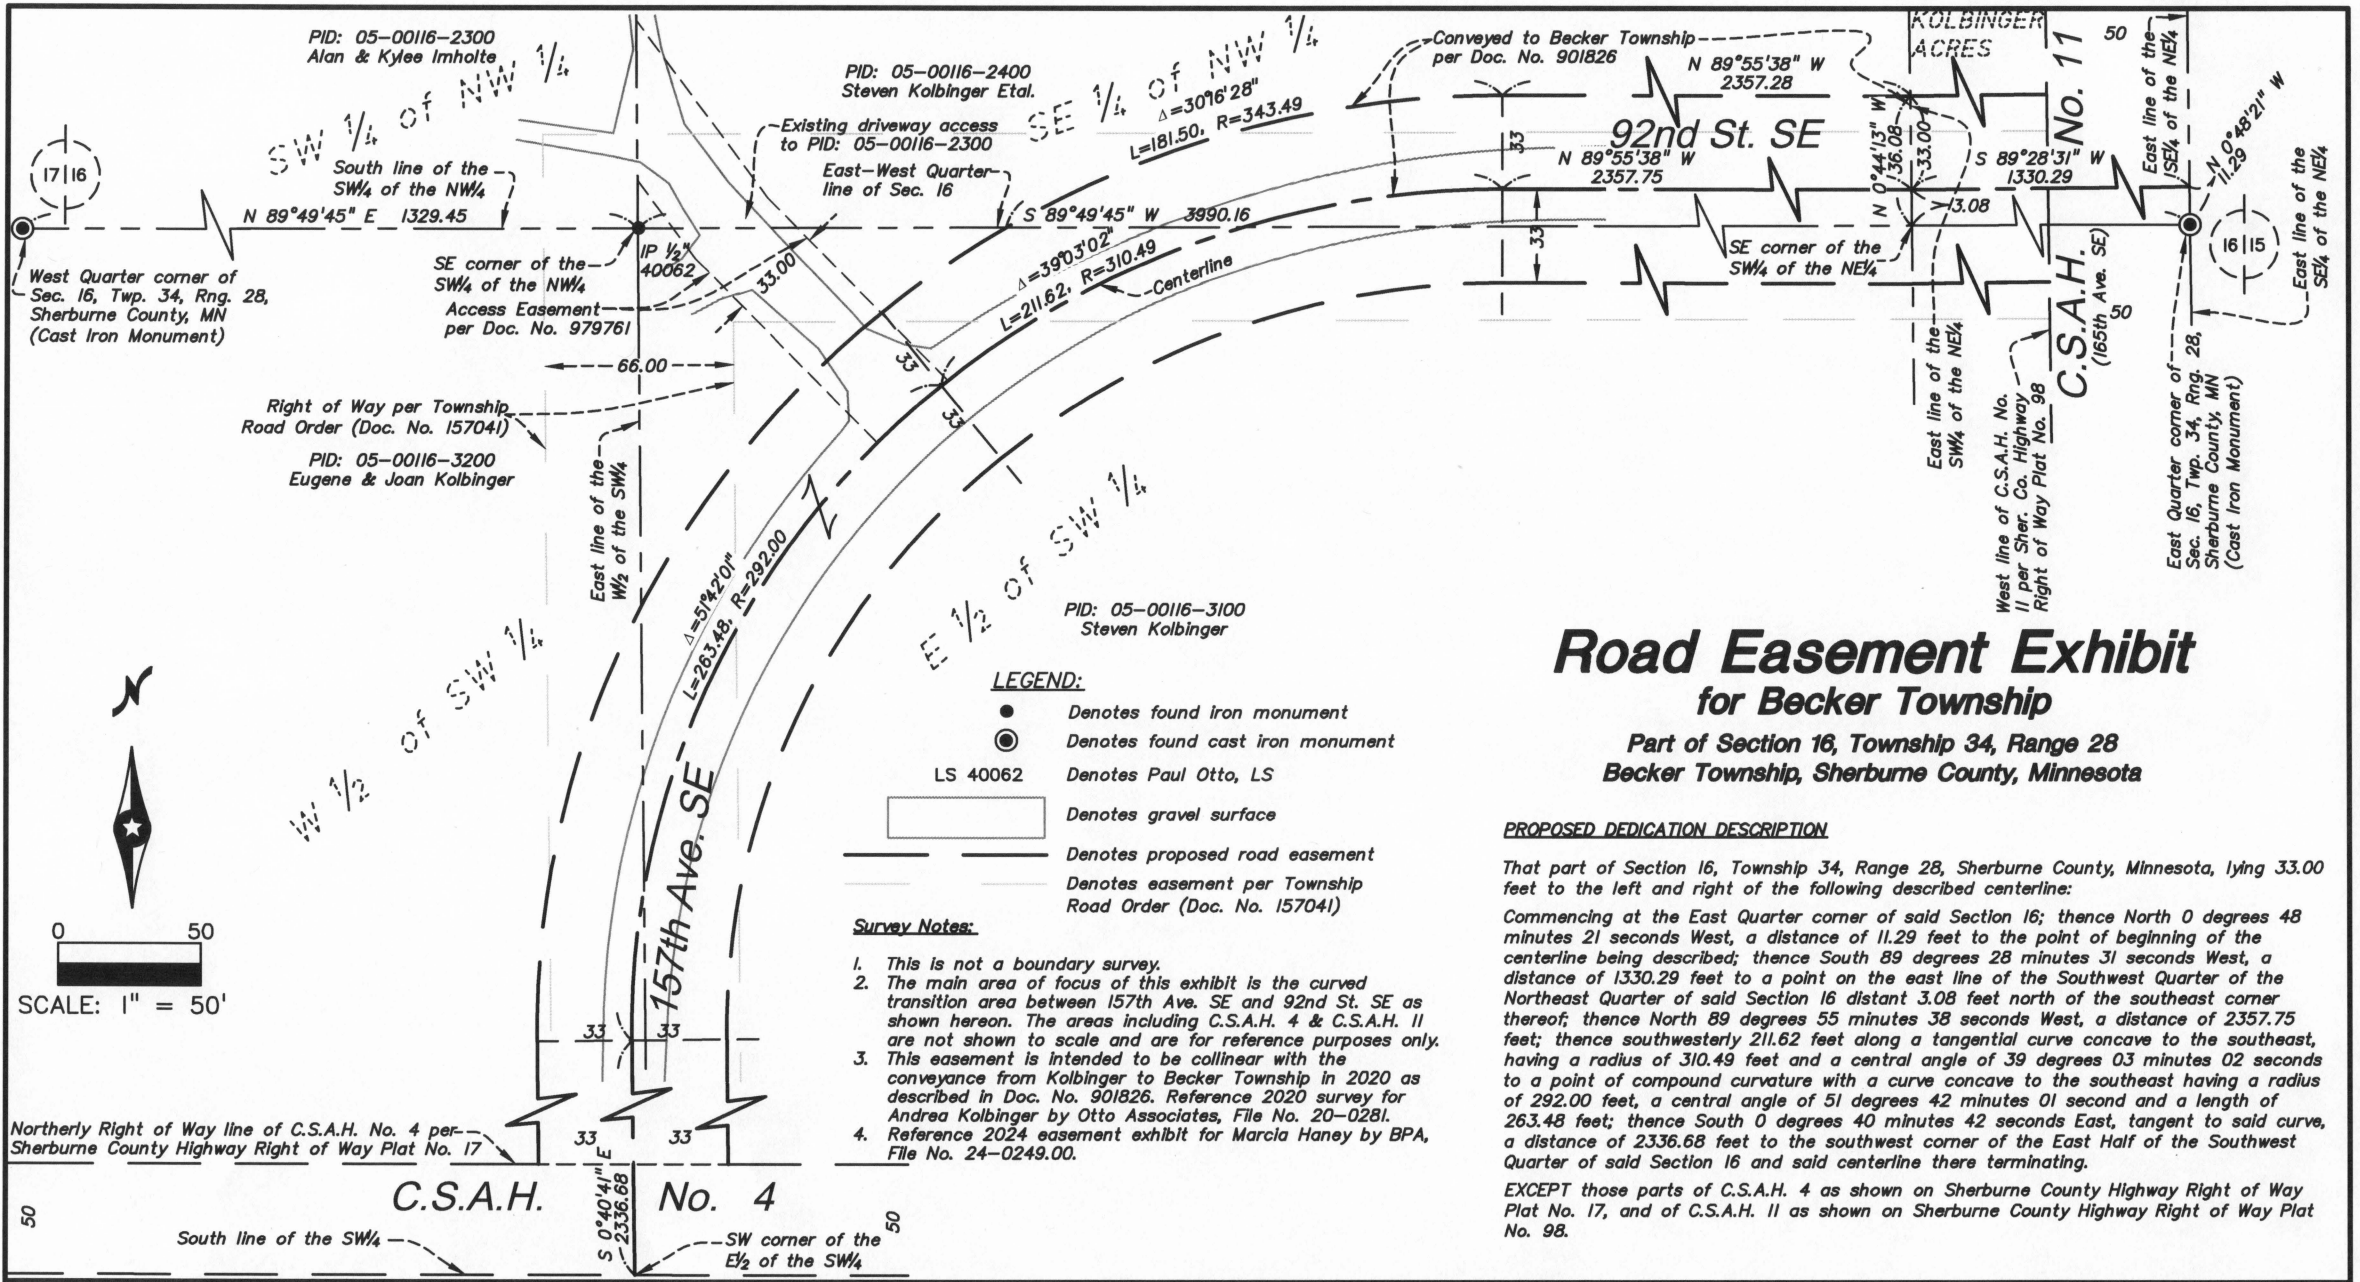 PID: 05-00116-2300
Alan & Kylee Imholte
SW 1/4 of NW 1/4
PID: 05-00116-2400
Steven Kolbinger Etal.
SE 1/4 of NW 1/4
Δ=30°16'28"
L=181.50, R=343.49
Conveyed to Becker Township
per Doc. No. 901826
N 89°55'38" W
2357.28
KOLBINGER
ACRES
C.S.A.H. No. 11
(165th Ave. SE)
50
50
East line of the
SE¼ of the NE¼
N 0°48'21" W
11.29
East line of the
SE¼ of the NE¼
17 16
South line of the
SW¼ of the NW¼
N 89°49'45" E 1329.45
Existing driveway access
to PID: 05-00116-2300
East-West Quarter
line of Sec. 16
S 89°49'45" W 3990.16
33
33
92nd St. SE
N 89°55'38" W
2357.75
N 0°44'13" W
36.08
33.00
S 89°28'31" W
1330.29
3.08
16 15
West Quarter corner of
Sec. 16, Twp. 34, Rng. 28,
Sherburne County, MN
(Cast Iron Monument)
SE corner of the
SW¼ of the NW¼
IP ½"
40062
33.00
Access Easement
per Doc. No. 979761
Δ=39°03'02"
L=211.62, R=310.49
Centerline
SE corner of the
SW¼ of the NE¼
East line of the
SW¼ of the NE¼
West line of C.S.A.H. No.
11 per Sher. Co. Highway
Right of Way Plat No. 98
East Quarter corner of
Sec. 16, Twp. 34, Rng. 28,
Sherburne County, MN
(Cast Iron Monument)
66.00
33
33
Right of Way per Township
Road Order (Doc. No. 157041)
PID: 05-00116-3200
Eugene & Joan Kolbinger
East line of the
W½ of the SW¼
Δ=51°42'01"
L=263.48, R=292.00
W 1/2 of SW 1/4
E 1/2 of SW 1/4
PID: 05-00116-3100
Steven Kolbinger
N
0 50
SCALE: 1" = 50'
157th Ave. SE
33 33
33 33
Northerly Right of Way line of C.S.A.H. No. 4 per
Sherburne County Highway Right of Way Plat No. 17
C.S.A.H. No. 4
S 0°40'41" E
2336.68
50
50
South line of the SW¼
SW corner of the
E½ of the SW¼
LEGEND:
Denotes found iron monument
Denotes found cast iron monument
LS 40062 Denotes Paul Otto, LS
Denotes gravel surface
Denotes proposed road easement
Denotes easement per Township
Road Order (Doc. No. 157041)
Survey Notes:
1. This is not a boundary survey.
2. The main area of focus of this exhibit is the curved
transition area between 157th Ave. SE and 92nd St. SE as
shown hereon. The areas including C.S.A.H. 4 & C.S.A.H. 11
are not shown to scale and are for reference purposes only.
3. This easement is intended to be collinear with the
conveyance from Kolbinger to Becker Township in 2020 as
described in Doc. No. 901826. Reference 2020 survey for
Andrea Kolbinger by Otto Associates, File No. 20-0281.
4. Reference 2024 easement exhibit for Marcia Haney by BPA,
File No. 24-0249.00.
Road Easement Exhibit
for Becker Township
Part of Section 16, Township 34, Range 28
Becker Township, Sherburne County, Minnesota
PROPOSED DEDICATION DESCRIPTION
That part of Section 16, Township 34, Range 28, Sherburne County, Minnesota, lying 33.00
feet to the left and right of the following described centerline:
Commencing at the East Quarter corner of said Section 16; thence North 0 degrees 48
minutes 21 seconds West, a distance of 11.29 feet to the point of beginning of the
centerline being described; thence South 89 degrees 28 minutes 31 seconds West, a
distance of 1330.29 feet to a point on the east line of the Southwest Quarter of the
Northeast Quarter of said Section 16 distant 3.08 feet north of the southeast corner
thereof; thence North 89 degrees 55 minutes 38 seconds West, a distance of 2357.75
feet; thence southwesterly 211.62 feet along a tangential curve concave to the southeast,
having a radius of 310.49 feet and a central angle of 39 degrees 03 minutes 02 seconds
to a point of compound curvature with a curve concave to the southeast having a radius
of 292.00 feet, a central angle of 51 degrees 42 minutes 01 second and a length of
263.48 feet; thence South 0 degrees 40 minutes 42 seconds East, tangent to said curve,
a distance of 2336.68 feet to the southwest corner of the East Half of the Southwest
Quarter of said Section 16 and said centerline there terminating.
EXCEPT those parts of C.S.A.H. 4 as shown on Sherburne County Highway Right of Way
Plat No. 17, and of C.S.A.H. 11 as shown on Sherburne County Highway Right of Way Plat
No. 98.